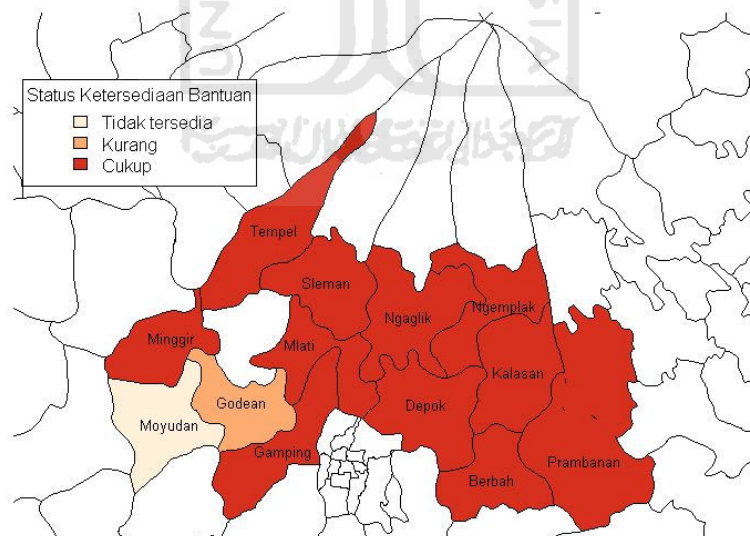 Status Ketersediaan Bantuan
Tidak tersedia
Kurang
Cukup
Tempel
Sleman
Ngaglik
Ngemplak
Minggir
Mlati
Kalasan
Godean
Depok
Moyudan
Gamping
Berbah
Prambanan